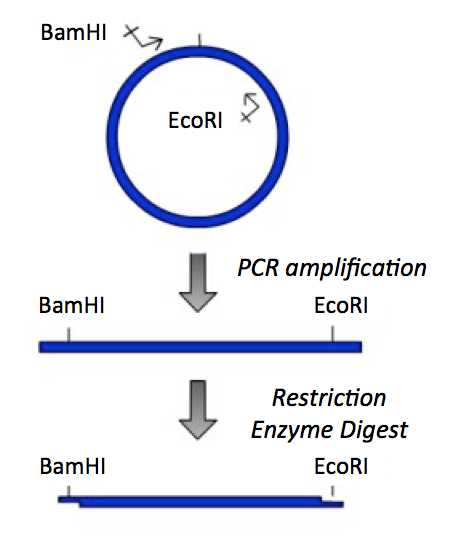 BamHI
EcoRI
PCR amplification
BamHI
EcoRI
Restriction
Enzyme Digest
BamHI
EcoRI